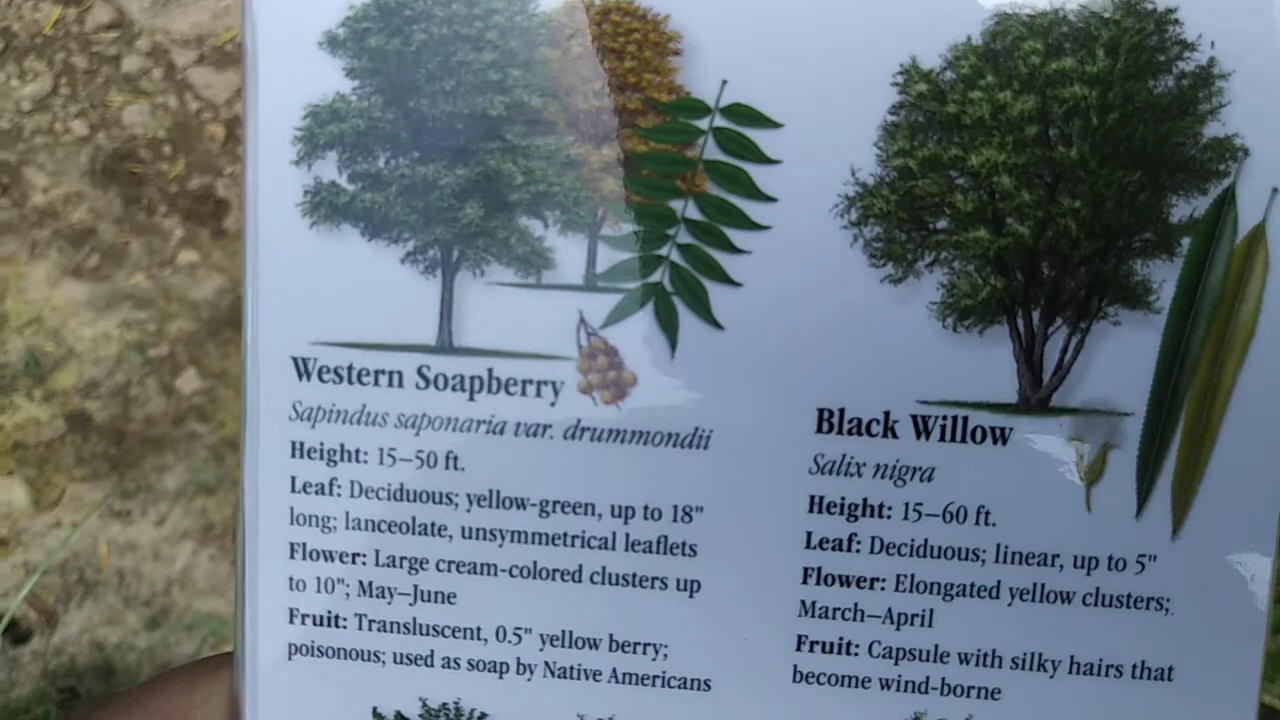 Western Soapberry
Sapindus saponaria var. drummondii
Height: 15–50 ft.
Leaf: Deciduous; yellow-green, up to 18"
long; lanceolate, unsymmetrical leaflets
Flower: Large cream-colored clusters up
to 10"; May–June
Fruit: Transluscent, 0.5" yellow berry;
poisonous; used as soap by Native Americans
Black Willow
Salix nigra
Height: 15–60 ft.
Leaf: Deciduous; linear, up to 5"
Flower: Elongated yellow clusters;
March–April
Fruit: Capsule with silky hairs that
become wind-borne